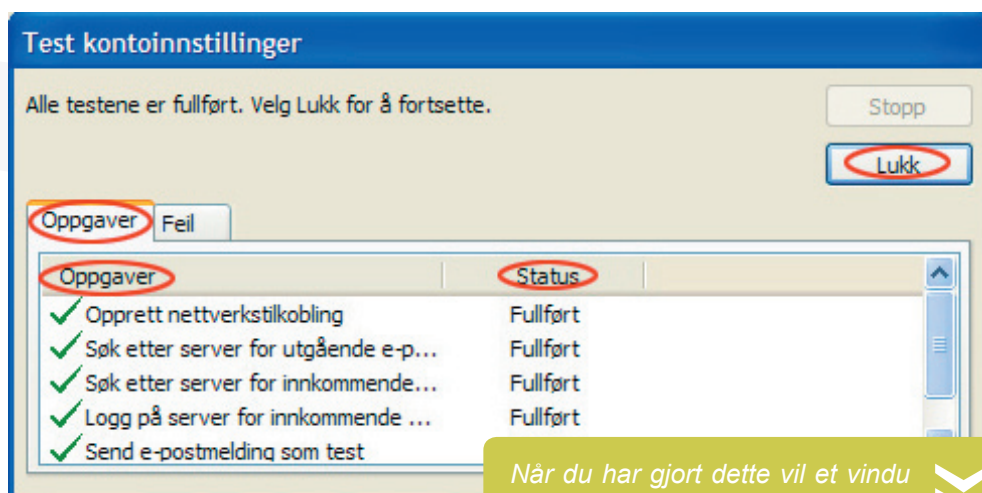 Test kontoinnstillinger
Alle testene er fullført. Velg Lukk for å fortsette.
Stopp
Lukk
Oppgaver Feil
Oppgaver Status
Opprett nettverkstilkobling Fullført
Søk etter server for utgående e-p... Fullført
Søk etter server for innkommende... Fullført
Logg på server for innkommende ... Fullført
Send e-postmelding som test
Når du har gjort dette vil et vindu